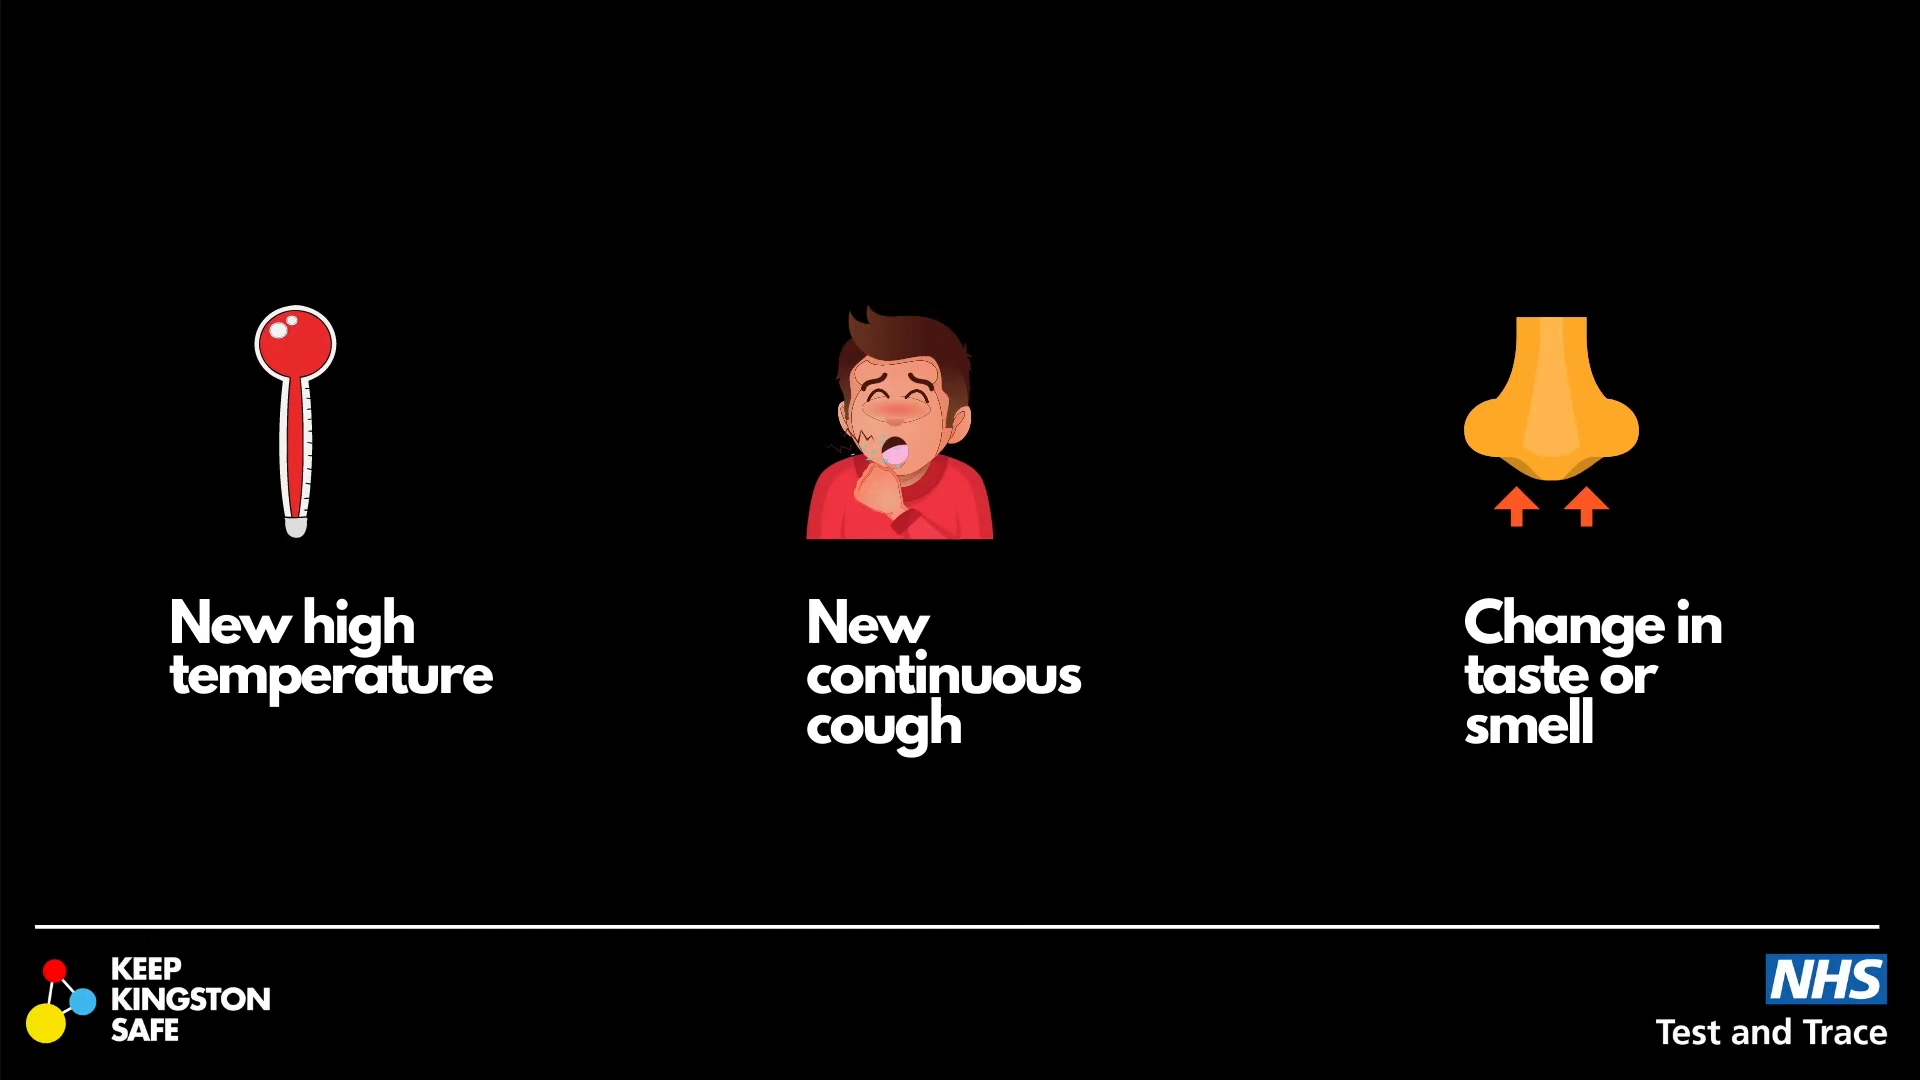 New high
temperature
New
continuous
cough
Change in
taste or
smell
KEEP
KINGSTON
SAFE
NHS
Test and Trace